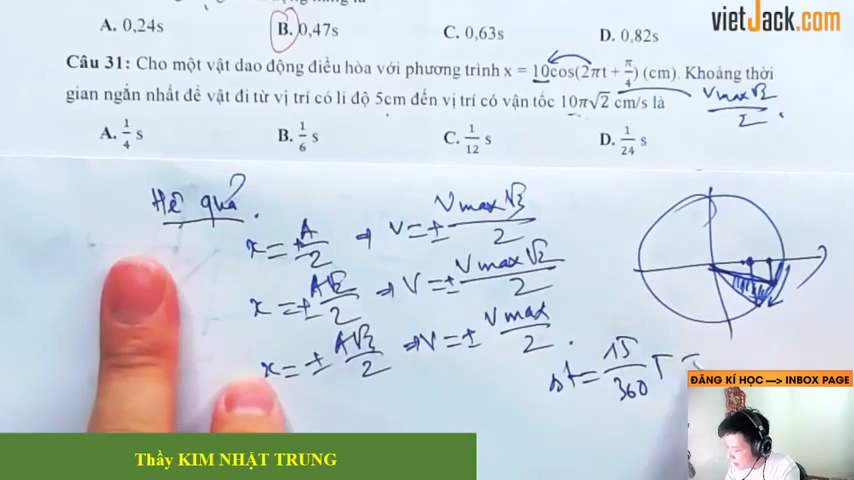 vietJack.com
A. 0,24s B. 0,47s C. 0,63s D. 0,82s
Câu 31: Cho một vật dao động điều hòa với phương trình x = 10cos(2πt + π/4) (cm). Khoảng thời
gian ngắn nhất để vật đi từ vị trí có li độ 5cm đến vị trí có vận tốc 10π√2 cm/s là
Vmax√2/2.
A. 1/4 s B. 1/6 s C. 1/12 s D. 1/24 s
Hệ quả.
x = ±A/2 → V = ±Vmax√3/2
x = ±A√2/2 → V = ±Vmax√2/2
x = ±A√3/2 → V = ±Vmax/2.
Δt = 15/360 T
ĐĂNG KÍ HỌC —> INBOX PAGE
Thầy KIM NHẬT TRUNG